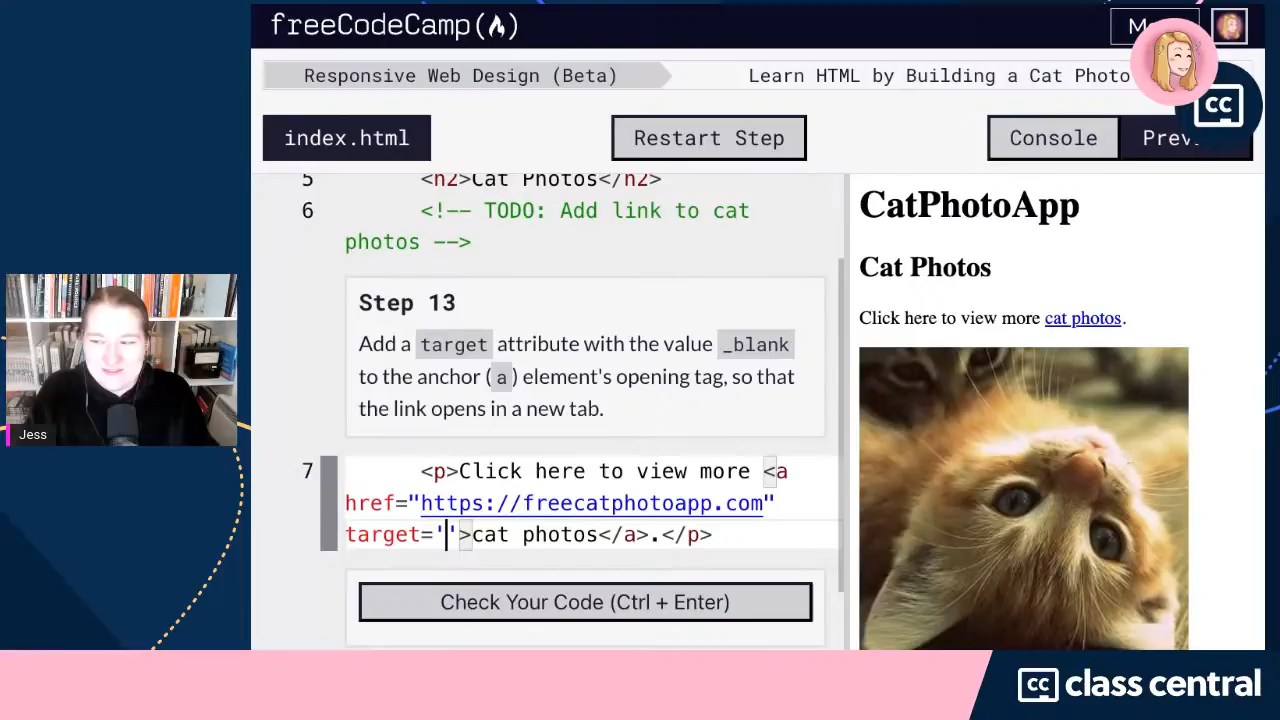 freeCodeCamp(🔥)
Responsive Web Design (Beta)
Learn HTML by Building a Cat Photo
index.html
Restart Step
Console
5 <h2>Cat Photos</h2>
6 <!-- TODO: Add link to cat
photos -->
Step 13
Add a target attribute with the value _blank
to the anchor (a) element's opening tag, so that
the link opens in a new tab.
7 <p>Click here to view more <a
href="https://freecatphotoapp.com"
target=''>cat photos</a>.</p>
Check Your Code (Ctrl + Enter)
CatPhotoApp
Cat Photos
Click here to view more cat photos.
Jess
cc
cc class central